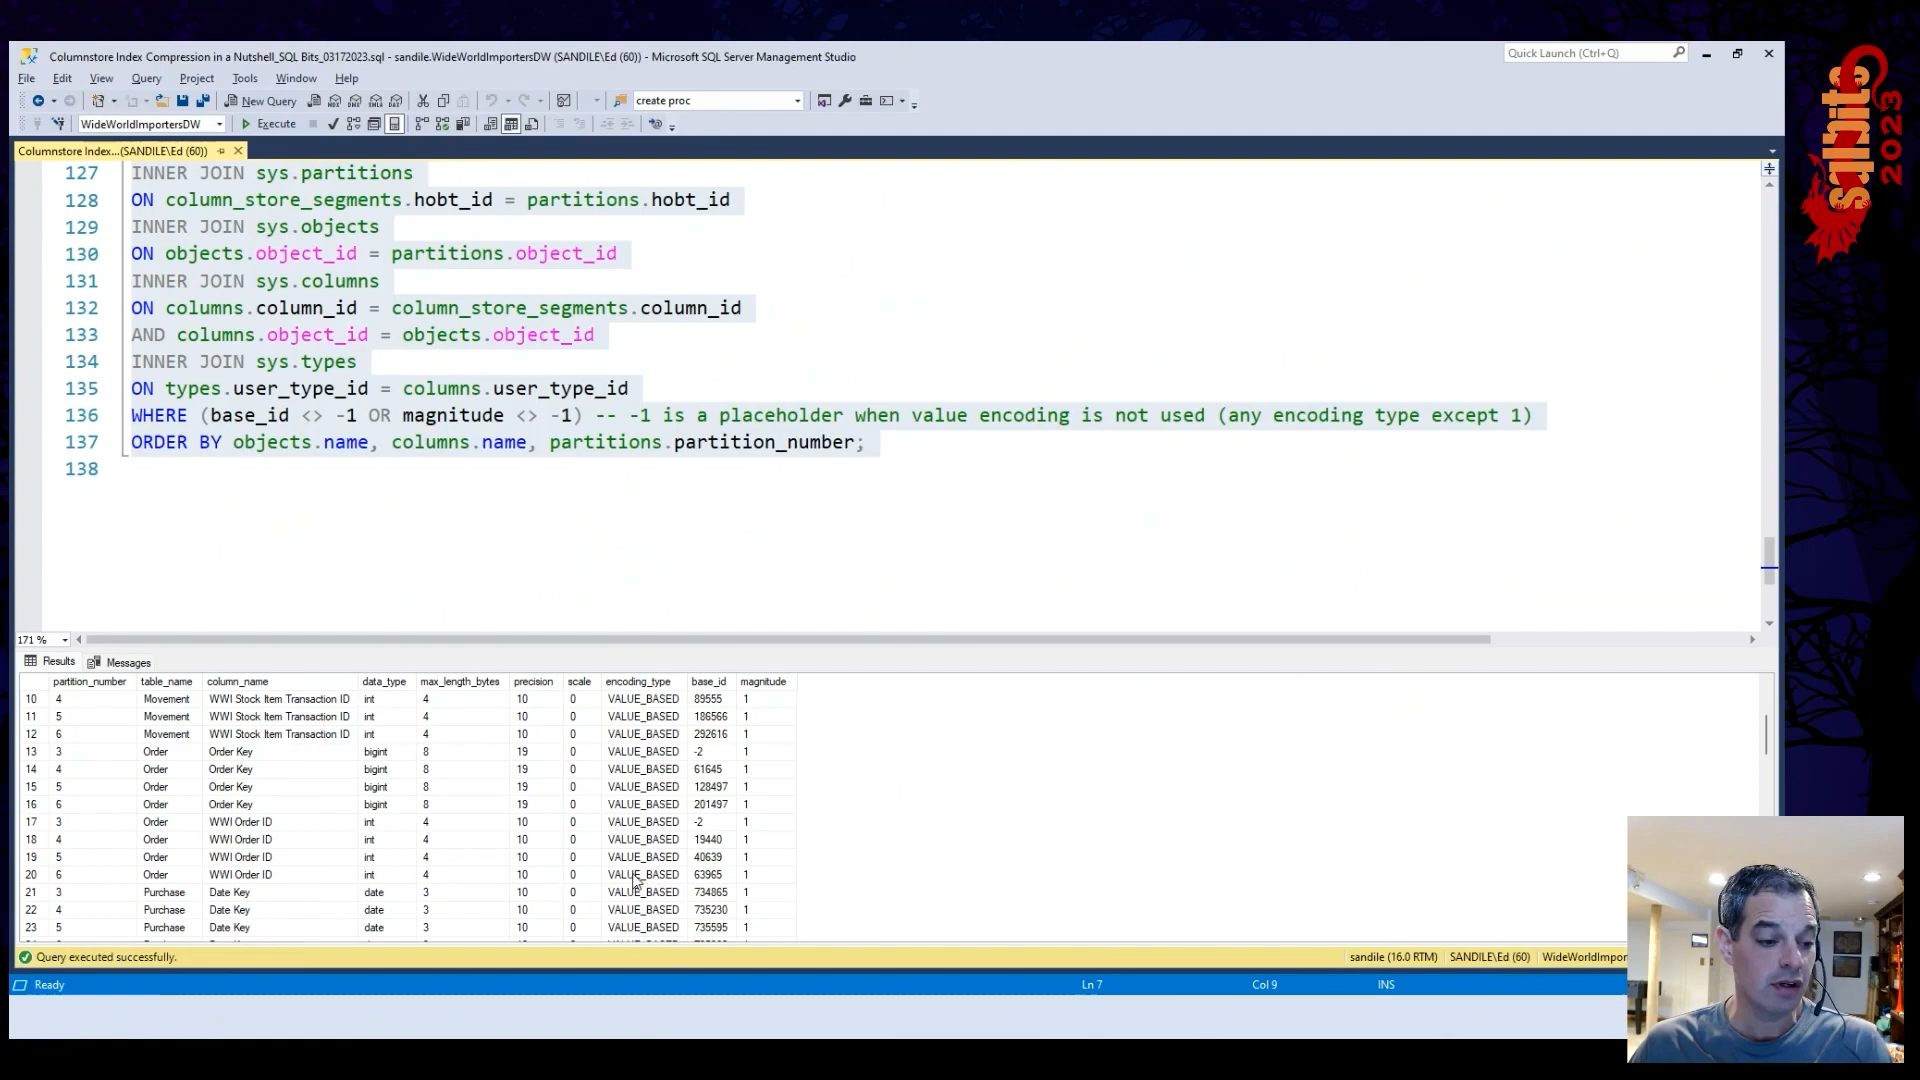 Columnstore Index Compression in a Nutshell_SQL Bits_03172023.sql - sandile.WideWorldImportersDW (SANDILE\Ed (60)) - Microsoft SQL Server Management Studio
Quick Launch (Ctrl+Q)
File Edit View Query Project Tools Window Help
New Query create proc
WideWorldImportersDW Execute
Columnstore Index...(SANDILE\Ed (60))
sqlbits 2023
127 INNER JOIN sys.partitions
128 ON column_store_segments.hobt_id = partitions.hobt_id
129 INNER JOIN sys.objects
130 ON objects.object_id = partitions.object_id
131 INNER JOIN sys.columns
132 ON columns.column_id = column_store_segments.column_id
133 AND columns.object_id = objects.object_id
134 INNER JOIN sys.types
135 ON types.user_type_id = columns.user_type_id
136 WHERE (base_id <> -1 OR magnitude <> -1) -- -1 is a placeholder when value encoding is not used (any encoding type except 1)
137 ORDER BY objects.name, columns.name, partitions.partition_number;
138
171 %
Results Messages
partition_number table_name column_name data_type max_length_bytes precision scale encoding_type base_id magnitude
10 4 Movement WWI Stock Item Transaction ID int 4 10 0 VALUE_BASED 89555 1
11 5 Movement WWI Stock Item Transaction ID int 4 10 0 VALUE_BASED 186566 1
12 6 Movement WWI Stock Item Transaction ID int 4 10 0 VALUE_BASED 292616 1
13 3 Order Order Key bigint 8 19 0 VALUE_BASED -2 1
14 4 Order Order Key bigint 8 19 0 VALUE_BASED 61645 1
15 5 Order Order Key bigint 8 19 0 VALUE_BASED 128497 1
16 6 Order Order Key bigint 8 19 0 VALUE_BASED 201497 1
17 3 Order WWI Order ID int 4 10 0 VALUE_BASED -2 1
18 4 Order WWI Order ID int 4 10 0 VALUE_BASED 19440 1
19 5 Order WWI Order ID int 4 10 0 VALUE_BASED 40639 1
20 6 Order WWI Order ID int 4 10 0 VALUE_BASED 63965 1
21 3 Purchase Date Key date 3 10 0 VALUE_BASED 734865 1
22 4 Purchase Date Key date 3 10 0 VALUE_BASED 735230 1
23 5 Purchase Date Key date 3 10 0 VALUE_BASED 735595 1
Query executed successfully. sandile (16.0 RTM) SANDILE\Ed (60) WideWorldImpor
Ready Ln 7 Col 9 INS